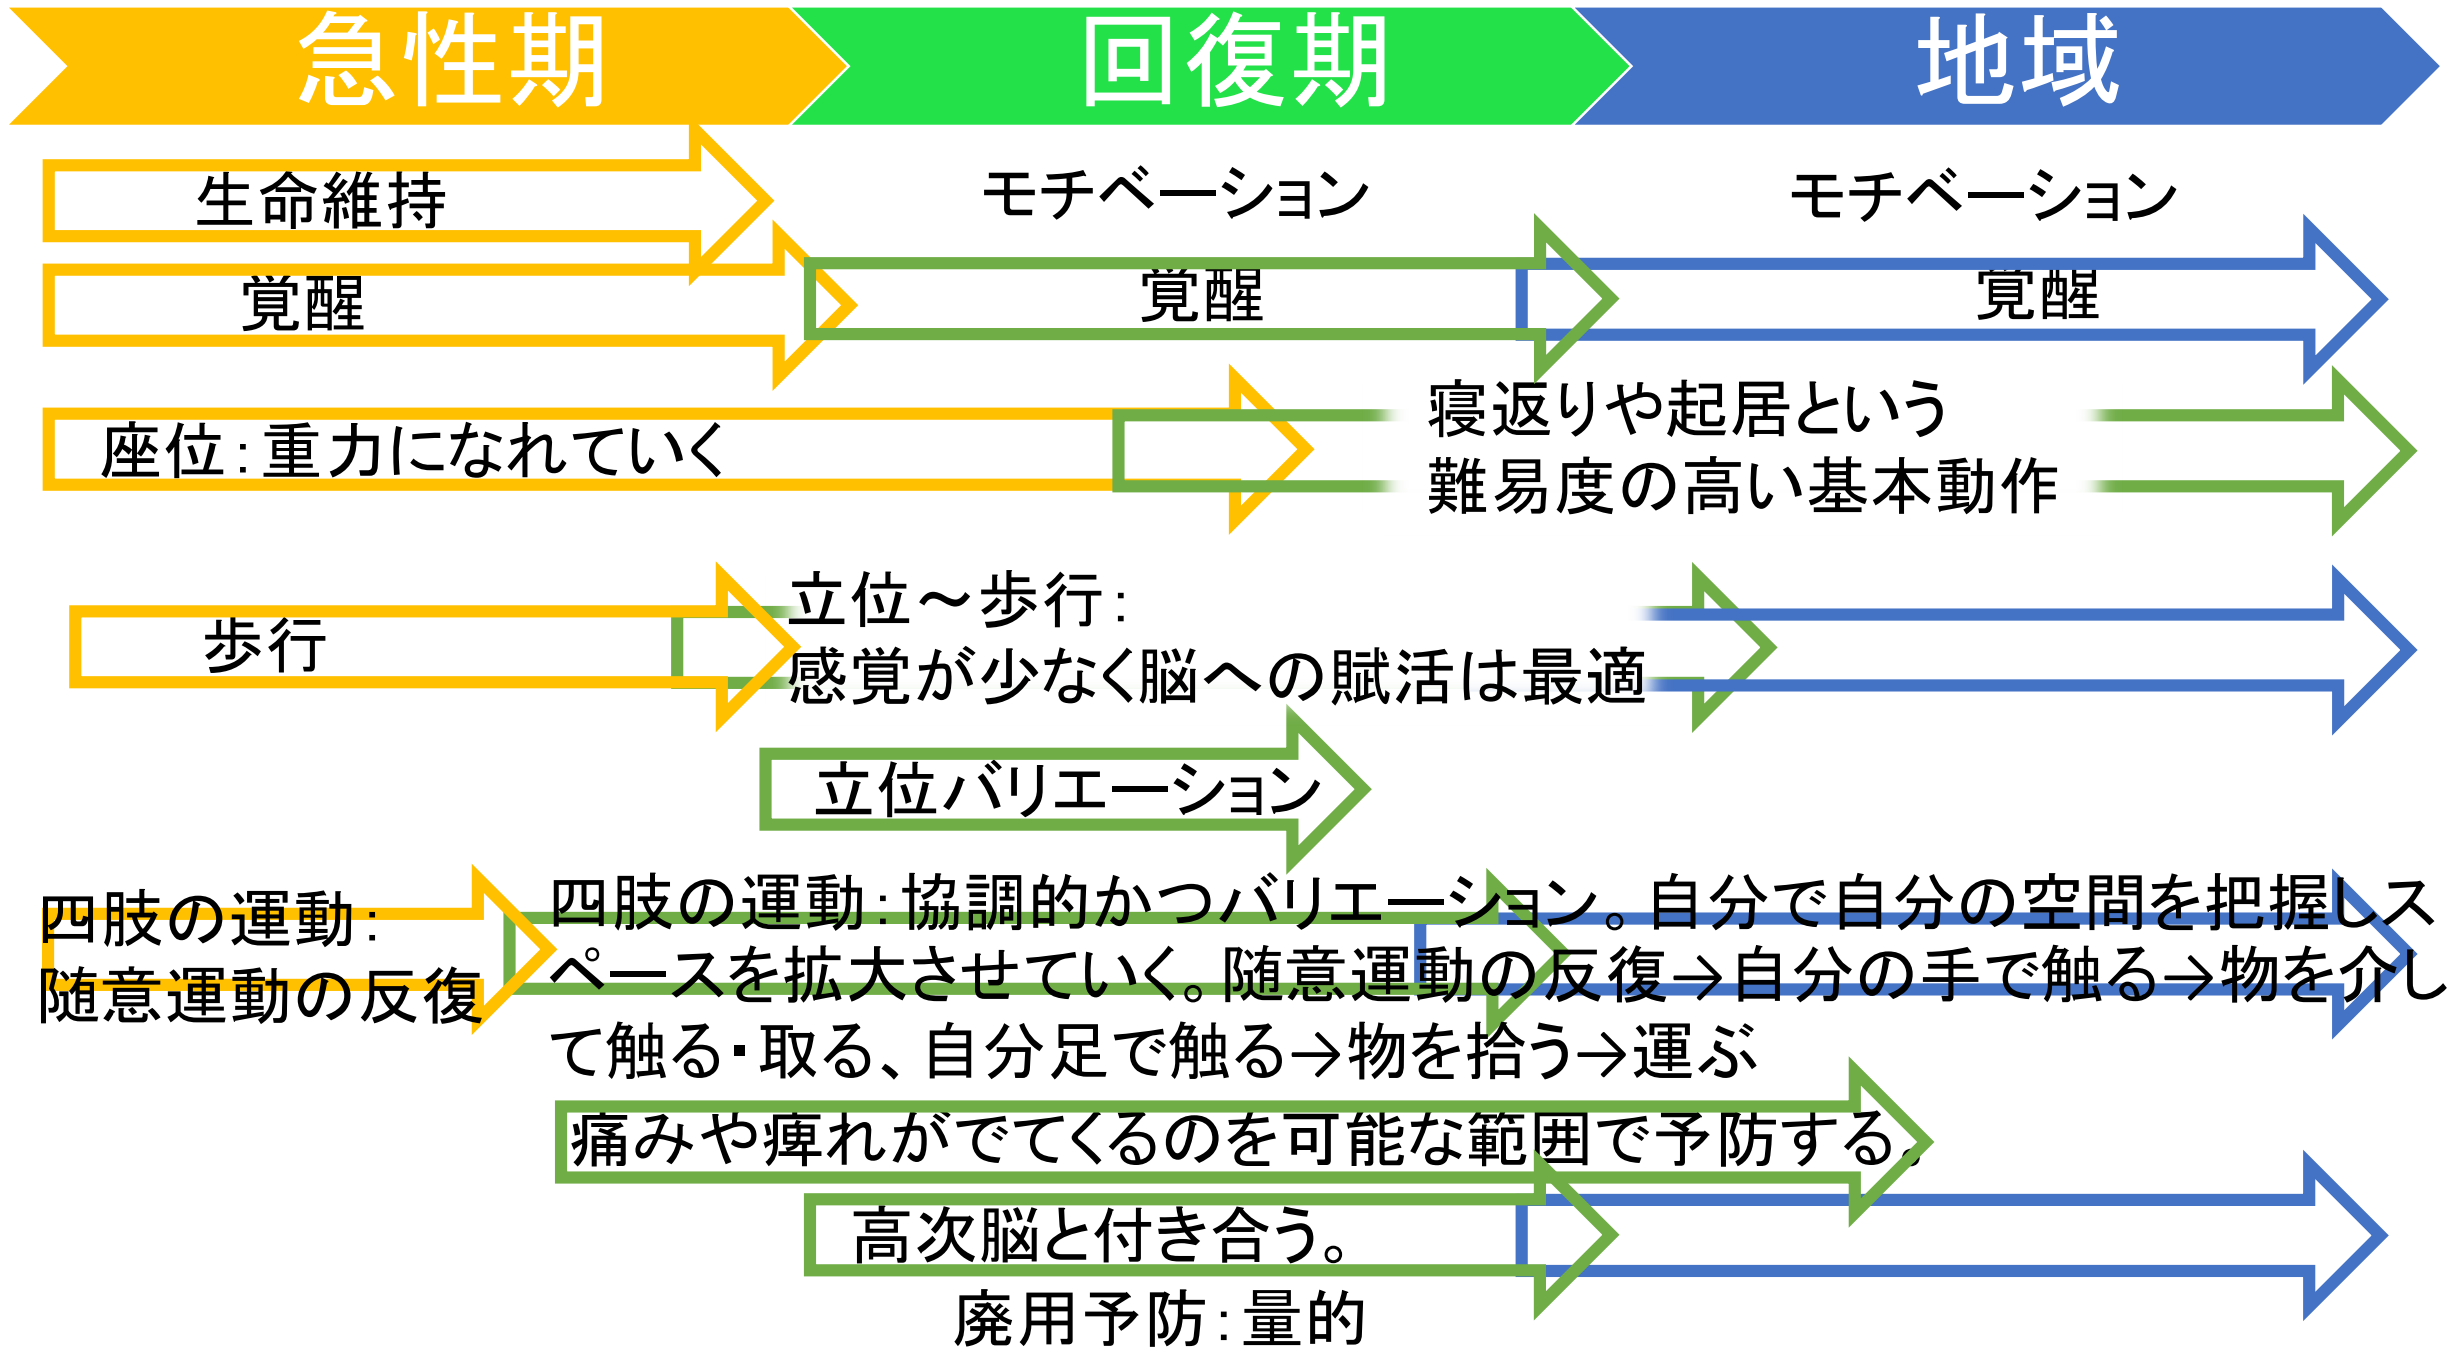 急性期
回復期
地域
生命維持
モチベーション
モチベーション
覚醒
覚醒
覚醒
座位：重力になれていく
寝返りや起居という
難易度の高い基本動作
歩行
立位～歩行：
感覚が少なく脳への賦活は最適
立位バリエーション
四肢の運動：
随意運動の反復
四肢の運動：協調的かつバリエーション。自分で自分の空間を把握しス
ペースを拡大させていく。随意運動の反復→自分の手で触る→物を介し
て触る・取る、自分足で触る→物を拾う→運ぶ
痛みや痺れがでてくるのを可能な範囲で予防する。
高次脳と付き合う。
廃用予防：量的